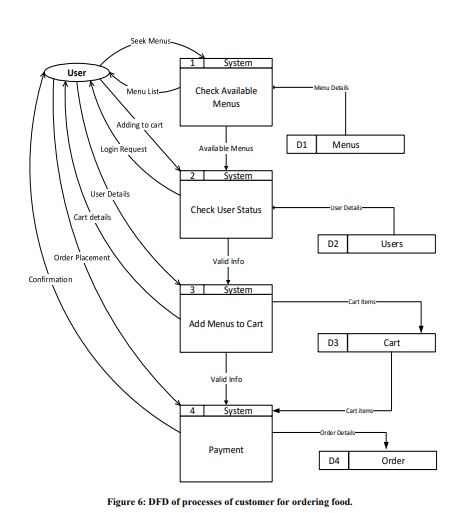 Seek Menus
User
1 System
Menu List
Check Available
Menus
Menu Details
Adding to cart
D1 Menus
Login Request
Available Menus
2 System
User Details
Check User Status
User Details
Cart details
D2 Users
Order Placement
Valid Info
Confirmation
3 System
Cart Items
Add Menus to Cart
D3 Cart
Valid Info
4 System
Cart items
Order Details
Payment
D4 Order
Figure 6: DFD of processes of customer for ordering food.